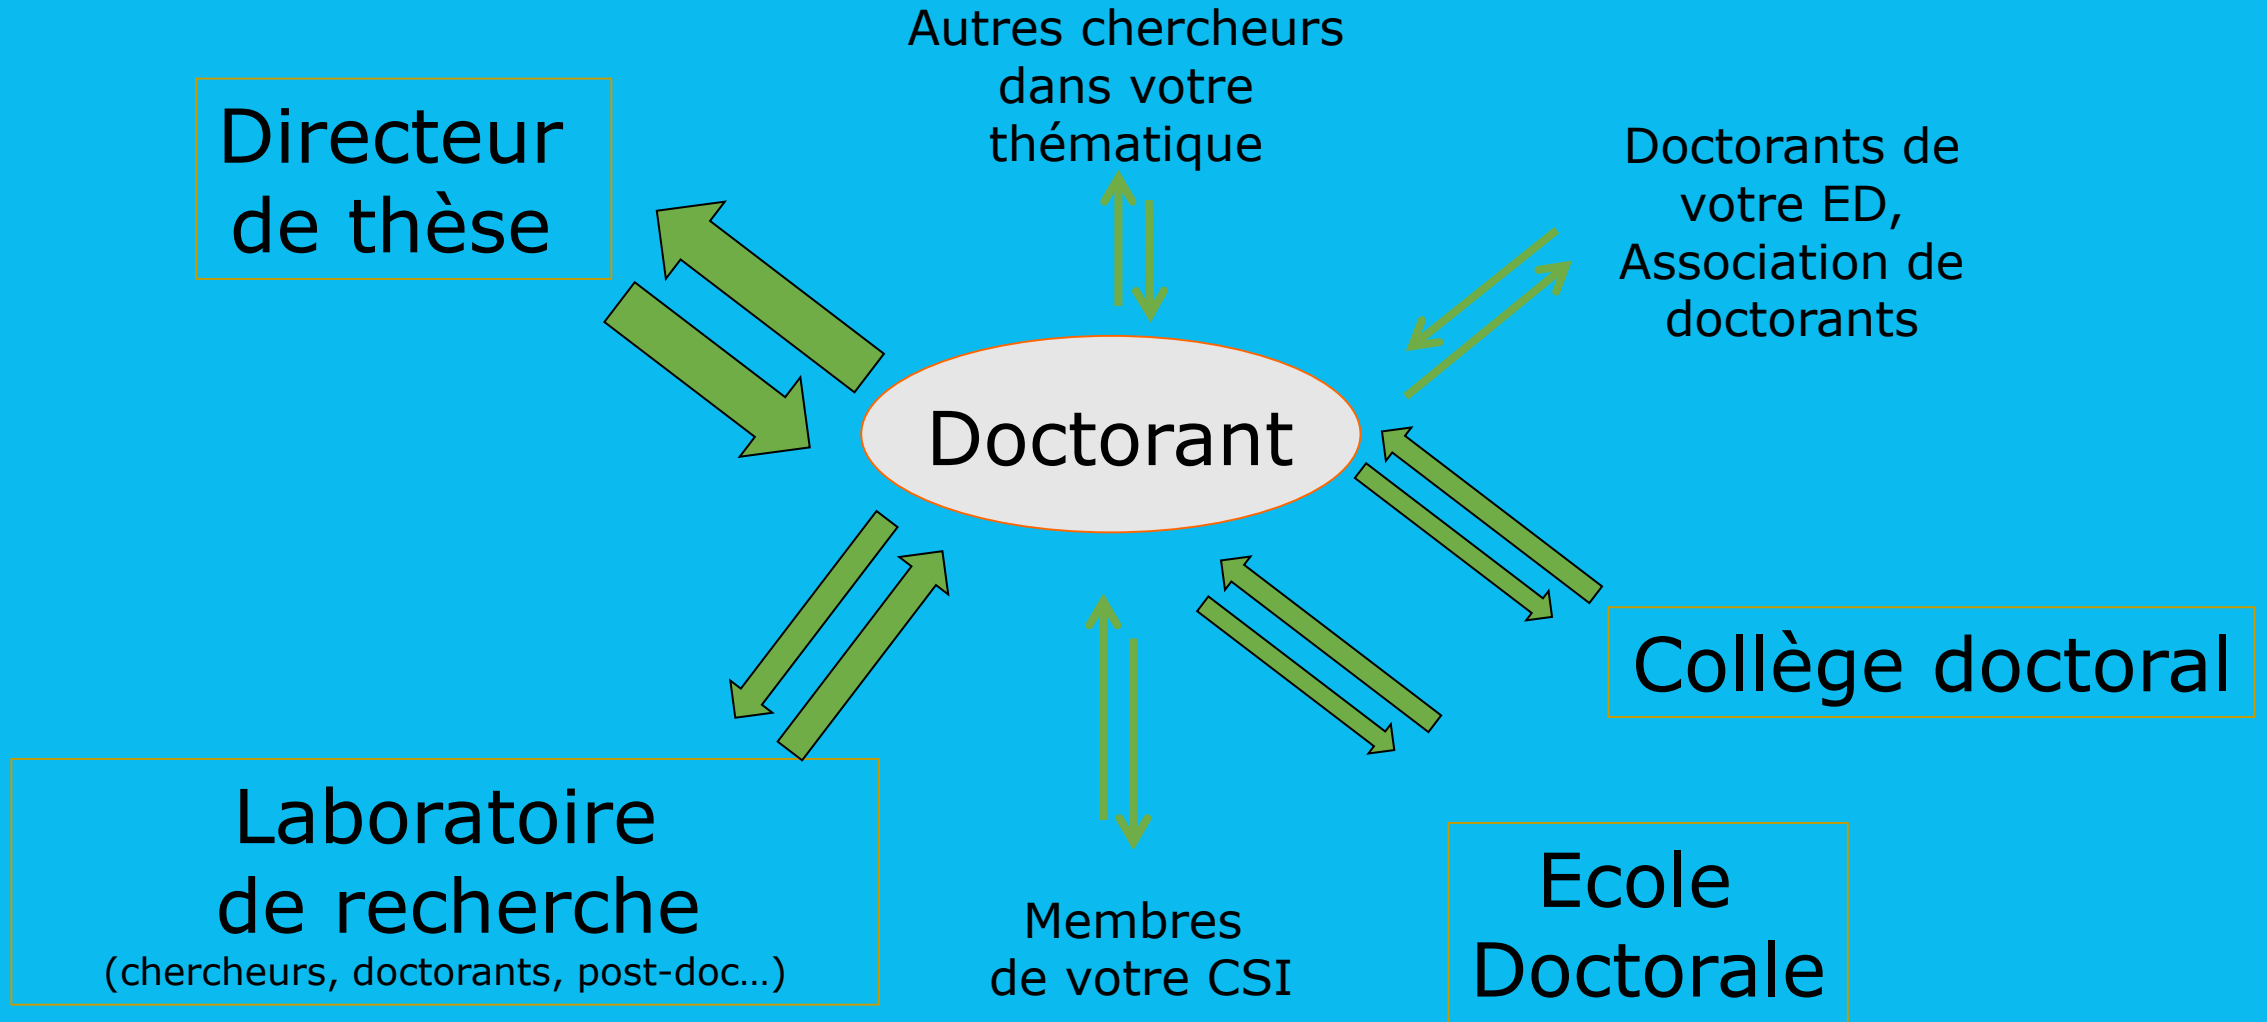 Autres chercheurs
dans votre
thématique
Directeur
de thèse
Doctorants de
votre ED,
Association de
doctorants
Doctorant
Collège doctoral
Laboratoire
de recherche
(chercheurs, doctorants, post-doc…)
Membres
de votre CSI
Ecole
Doctorale